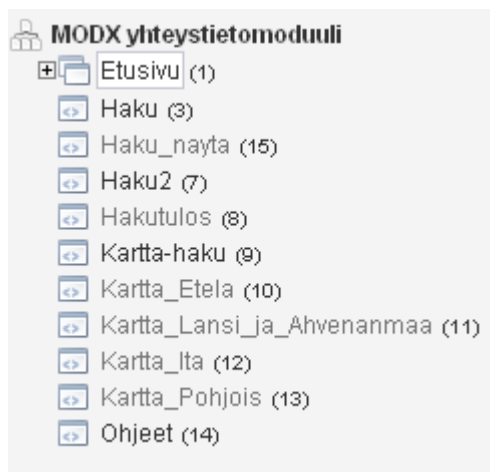 MODX yhteystietomoduuli
Etusivu (1)
Haku (3)
Haku_nayta (15)
Haku2 (7)
Hakutulos (8)
Kartta-haku (9)
Kartta_Etela (10)
Kartta_Lansi_ja_Ahvenanmaa (11)
Kartta_Ita (12)
Kartta_Pohjois (13)
Ohjeet (14)